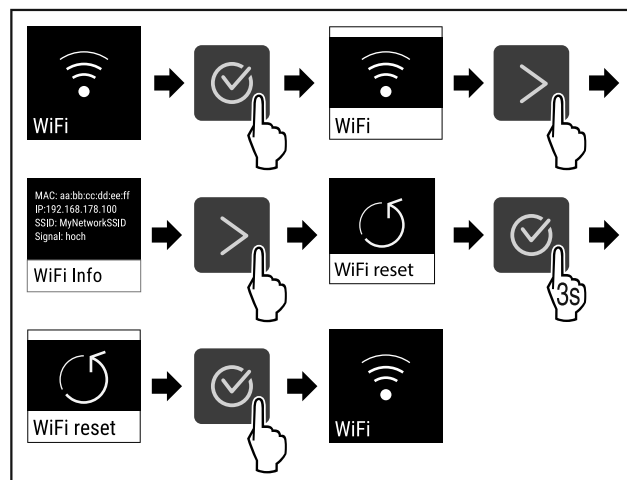 WiFi
WiFi
MAC: aa:bb:cc:dd:ee:ff
IP:192.168.178.100
SSID: MyNetworkSSID
Signal: hoch
WiFi Info
WiFi reset
3s
WiFi reset
WiFi